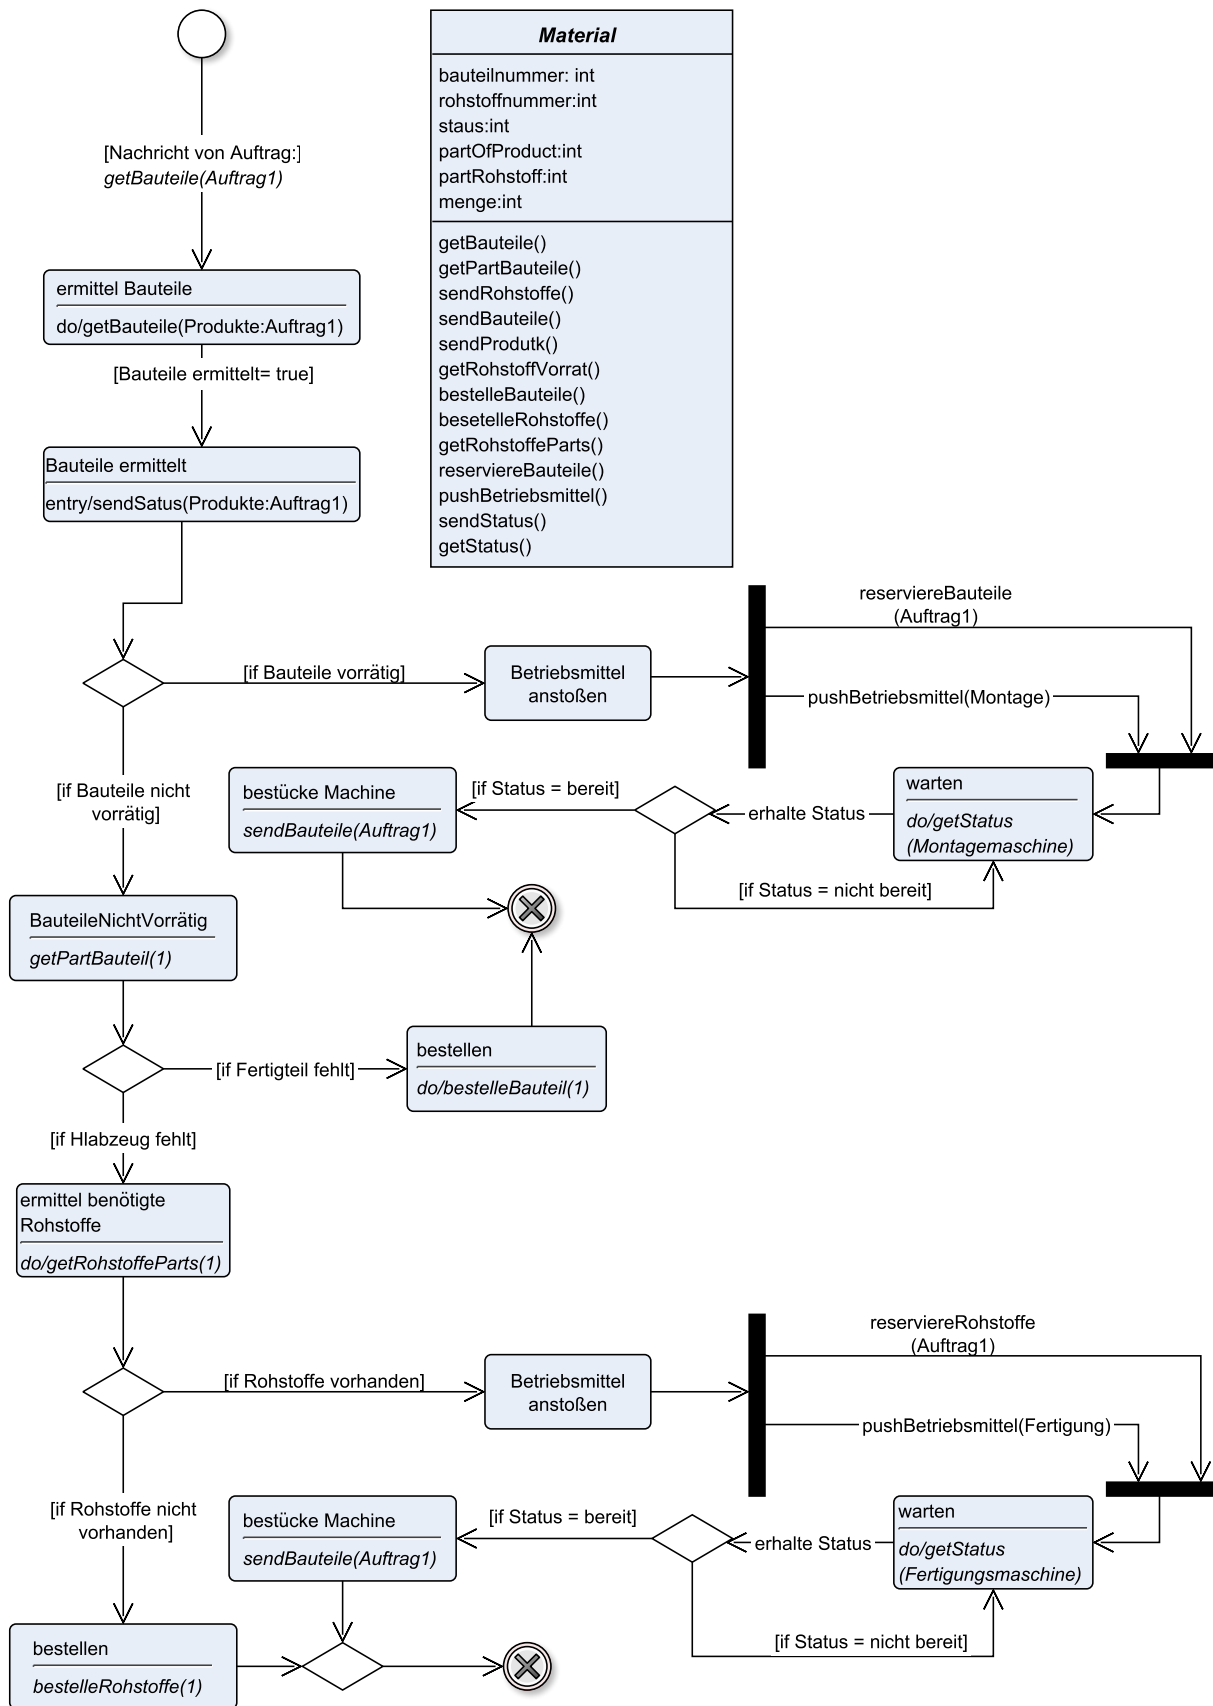 Material
bauteilnummer: int
rohstoffnummer:int
staus:int
partOfProduct:int
partRohstoff:int
menge:int
getBauteile()
getPartBauteile()
sendRohstoffe()
sendBauteile()
sendProdutk()
getRohstoffVorrat()
bestelleBauteile()
besetelleRohstoffe()
getRohstoffeParts()
reserviereBauteile()
pushBetriebsmittel()
sendStatus()
getStatus()
[Nachricht von Auftrag:]
getBauteile(Auftrag1)
ermittel Bauteile
do/getBauteile(Produkte:Auftrag1)
[Bauteile ermittelt= true]
Bauteile ermittelt
entry/sendSatus(Produkte:Auftrag1)
[if Bauteile vorrätig]
Betriebsmittel
anstoßen
reserviereBauteile
(Auftrag1)
pushBetriebsmittel(Montage)
[if Bauteile nicht
vorrätig]
bestücke Machine
sendBauteile(Auftrag1)
[if Status = bereit]
erhalte Status
warten
do/getStatus
(Montagemaschine)
[if Status = nicht bereit]
BauteileNichtVorrätig
getPartBauteil(1)
[if Fertigteil fehlt]
bestellen
do/bestelleBauteil(1)
[if Hlabzeug fehlt]
ermittel benötigte
Rohstoffe
do/getRohstoffeParts(1)
[if Rohstoffe vorhanden]
Betriebsmittel
anstoßen
reserviereRohstoffe
(Auftrag1)
pushBetriebsmittel(Fertigung)
[if Rohstoffe nicht
vorhanden]
bestücke Machine
sendBauteile(Auftrag1)
[if Status = bereit]
erhalte Status
warten
do/getStatus
(Fertigungsmaschine)
[if Status = nicht bereit]
bestellen
bestelleRohstoffe(1)